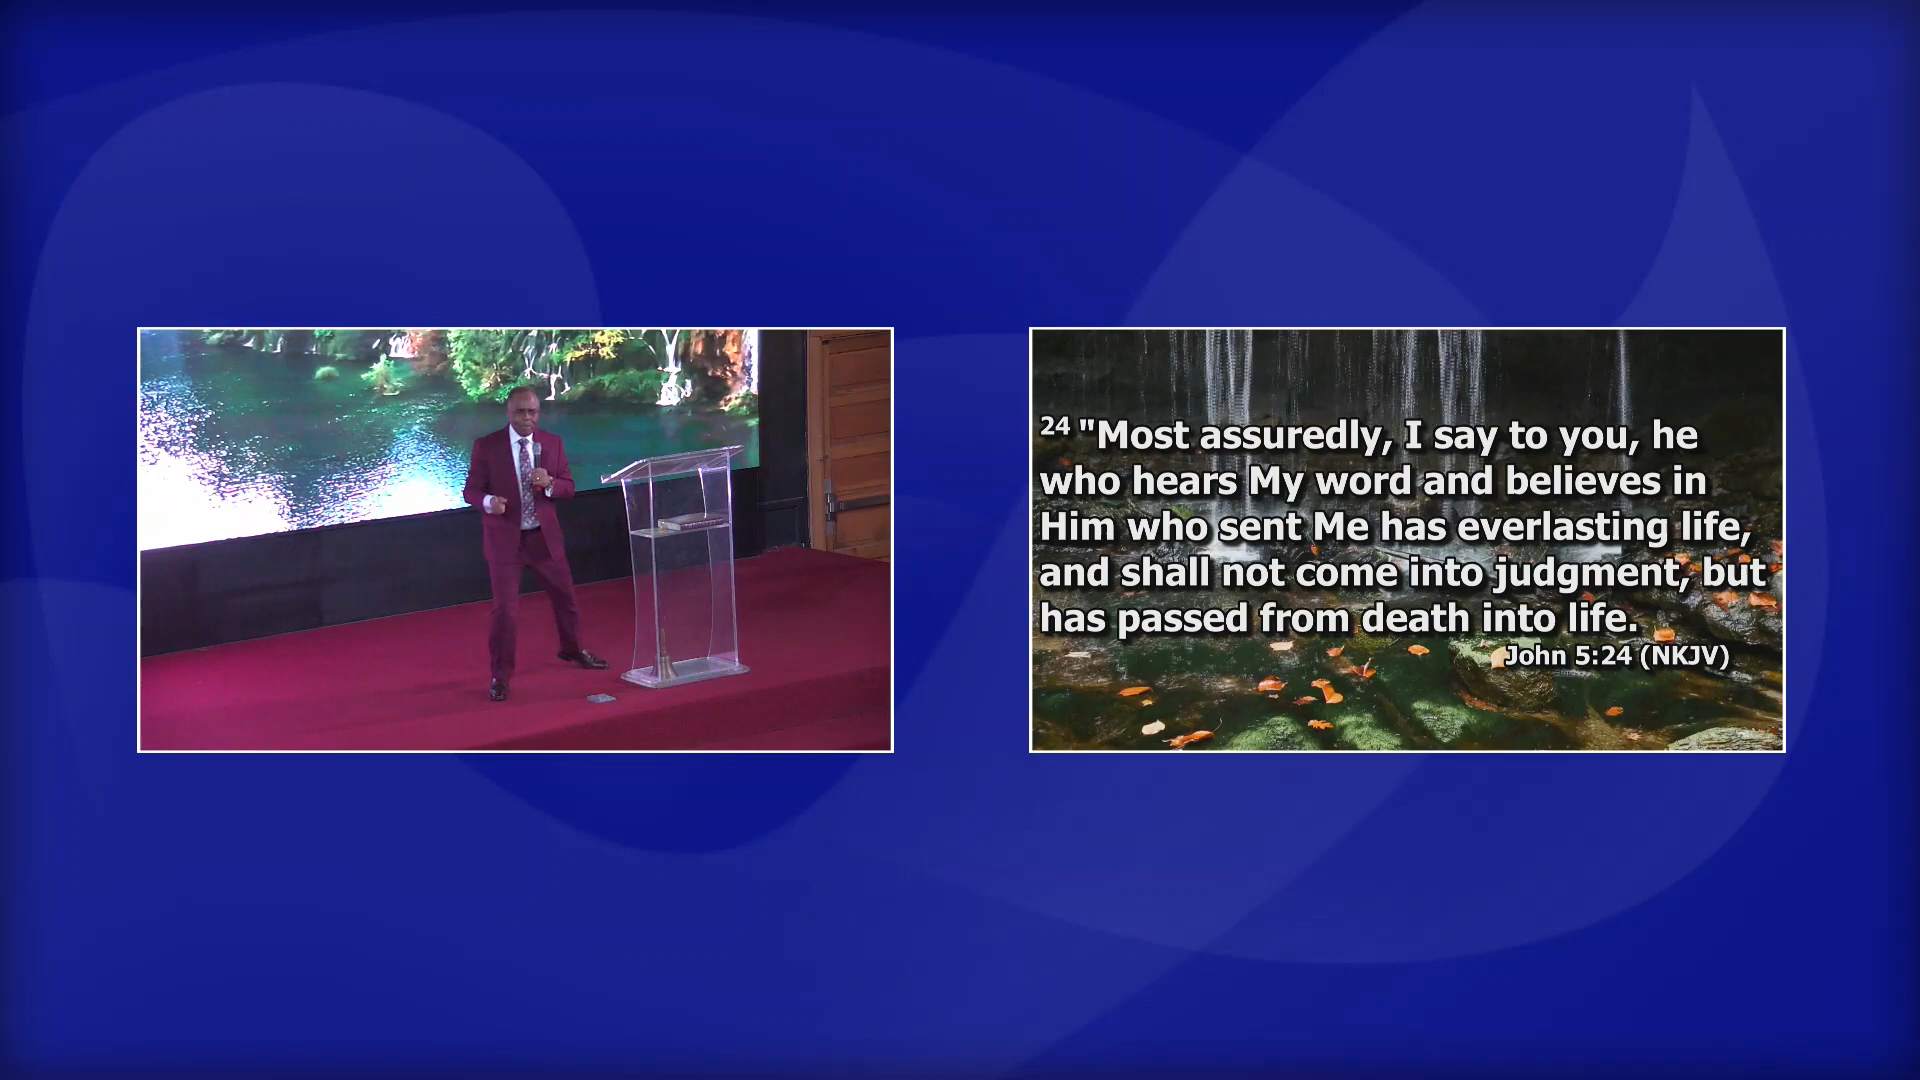 24 "Most assuredly, I say to you, he
who hears My word and believes in
Him who sent Me has everlasting life,
and shall not come into judgment, but
has passed from death into life.
John 5:24 (NKJV)